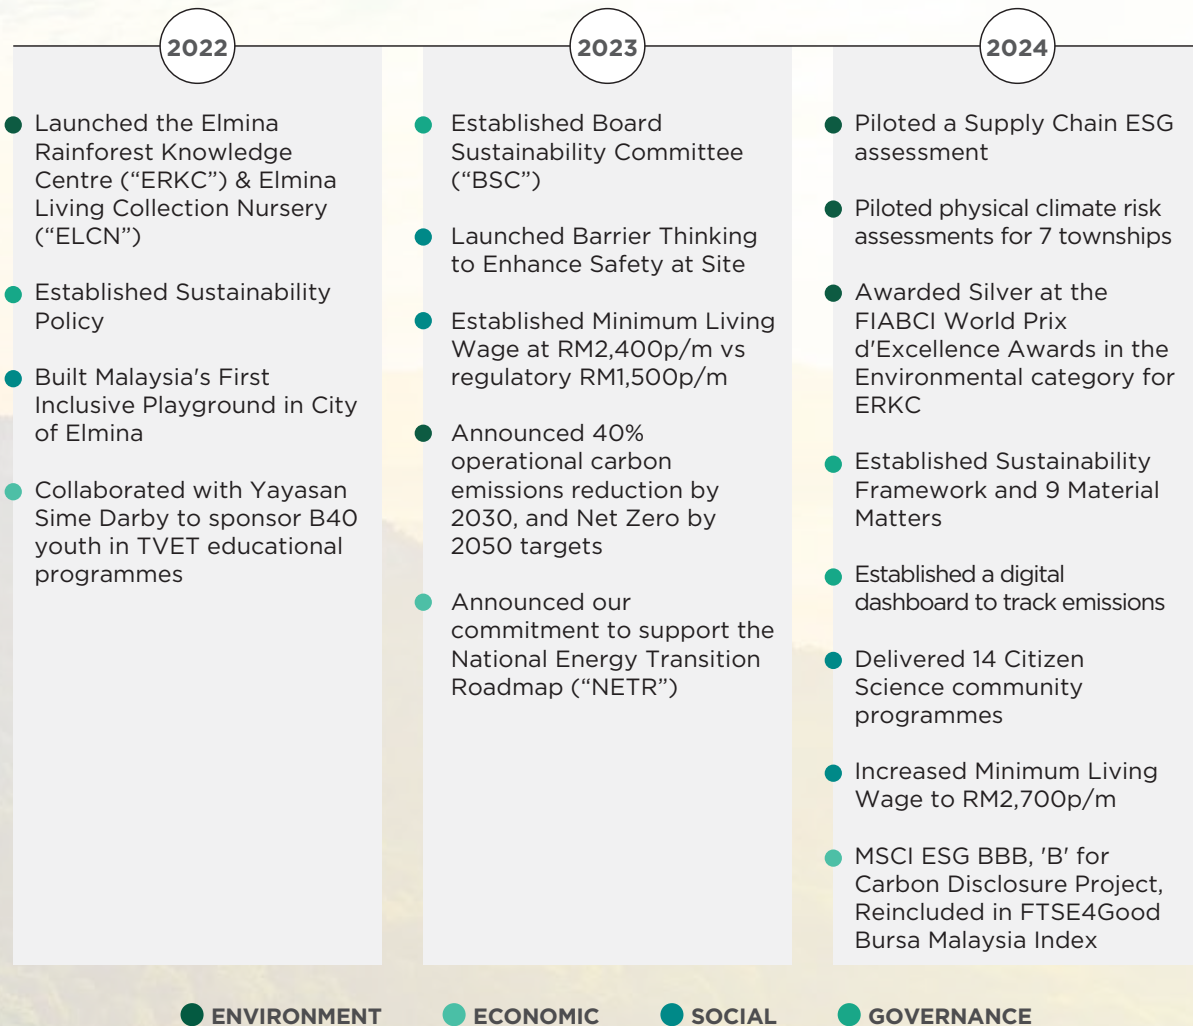 2022
Launched the Elmina
Rainforest Knowledge
Centre (“ERKC”) & Elmina
Living Collection Nursery
(“ELCN”)
Established Sustainability
Policy
Built Malaysia's First
Inclusive Playground in City
of Elmina
Collaborated with Yayasan
Sime Darby to sponsor B40
youth in TVET educational
programmes
2023
Established Board
Sustainability Committee
(“BSC”)
Launched Barrier Thinking
to Enhance Safety at Site
Established Minimum Living
Wage at RM2,400p/m vs
regulatory RM1,500p/m
Announced 40%
operational carbon
emissions reduction by
2030, and Net Zero by
2050 targets
Announced our
commitment to support the
National Energy Transition
Roadmap (“NETR”)
2024
Piloted a Supply Chain ESG
assessment
Piloted physical climate risk
assessments for 7 townships
Awarded Silver at the
FIABCI World Prix
d'Excellence Awards in the
Environmental category for
ERKC
Established Sustainability
Framework and 9 Material
Matters
Established a digital
dashboard to track emissions
Delivered 14 Citizen
Science community
programmes
Increased Minimum Living
Wage to RM2,700p/m
MSCI ESG BBB, 'B' for
Carbon Disclosure Project,
Reincluded in FTSE4Good
Bursa Malaysia Index
ENVIRONMENT ECONOMIC SOCIAL GOVERNANCE